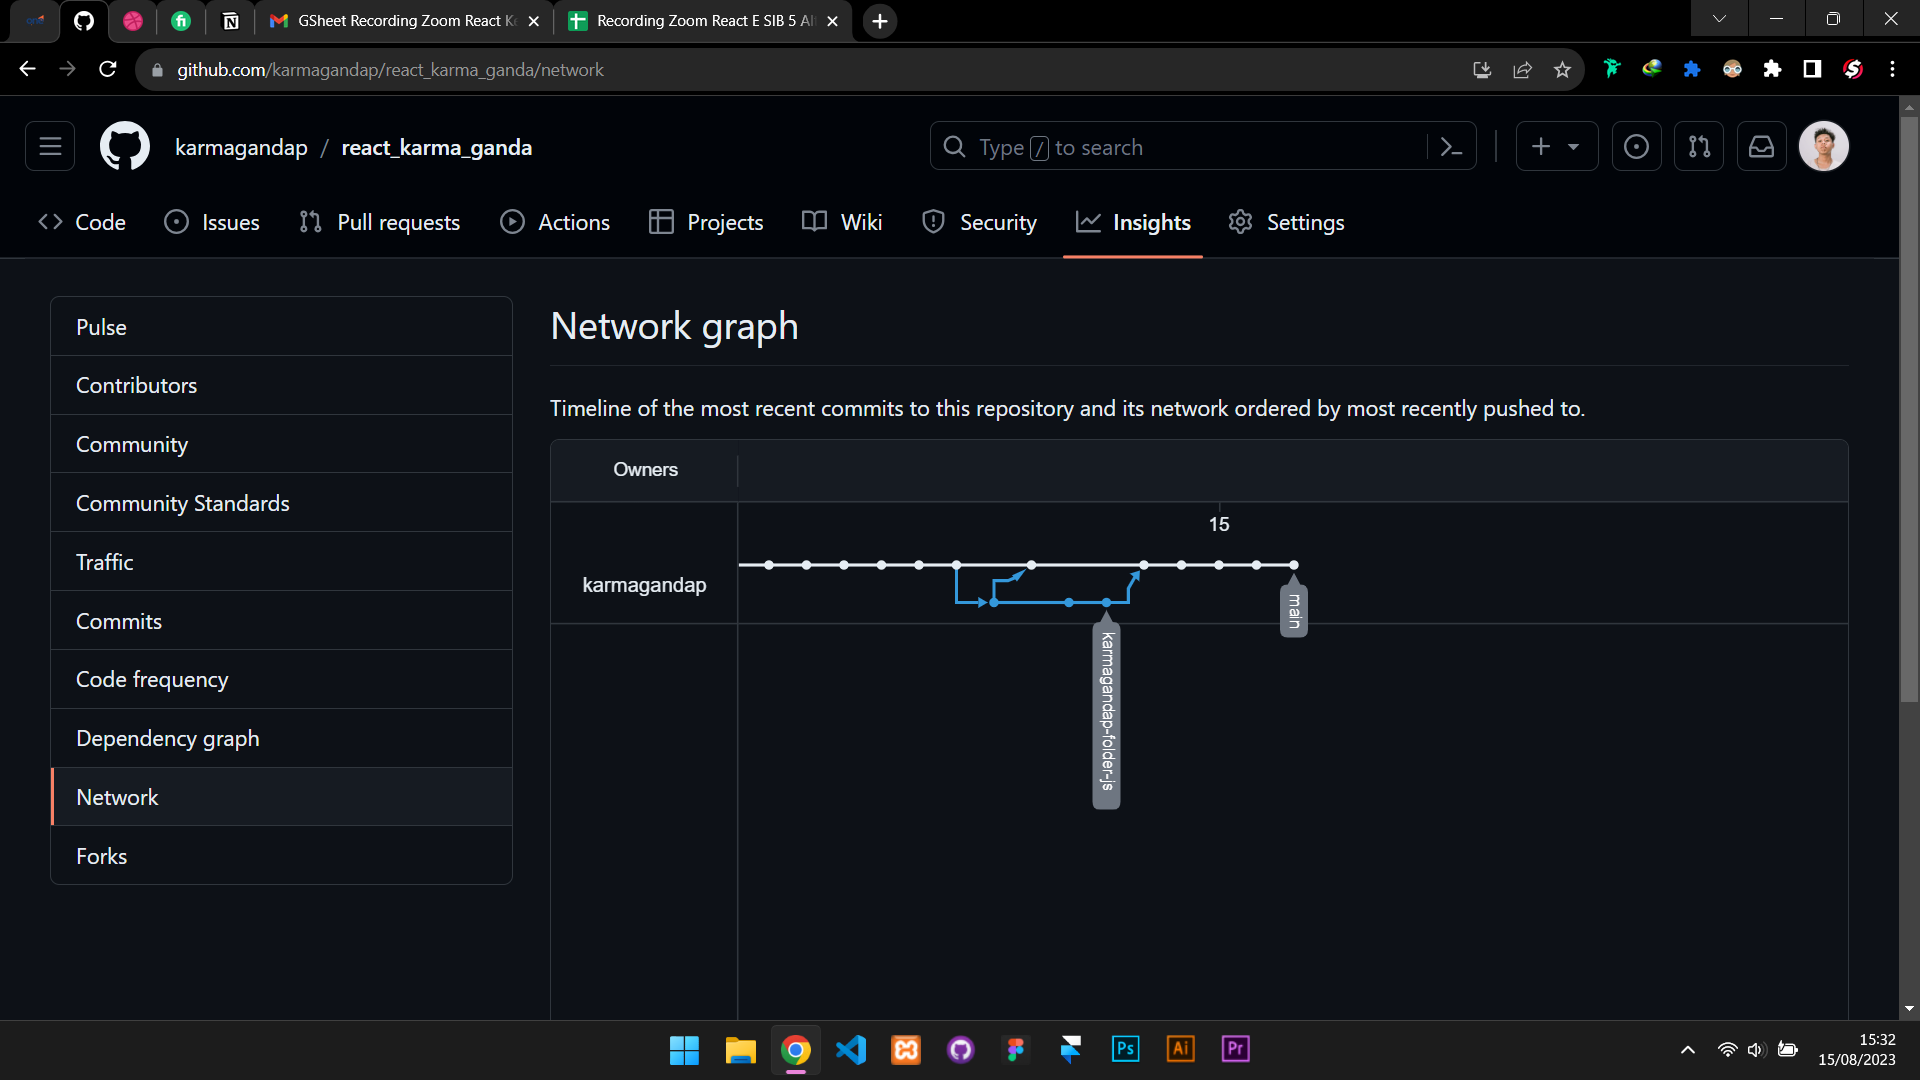 GSheet Recording Zoom React K
Recording Zoom React E SIB 5 Al
github.com/karmagandap/react_karma_ganda/network
karmagandap / react_karma_ganda
Type / to search
Code
Issues
Pull requests
Actions
Projects
Wiki
Security
Insights
Settings
Pulse
Contributors
Community
Community Standards
Traffic
Commits
Code frequency
Dependency graph
Network
Forks
Network graph
Timeline of the most recent commits to this repository and its network ordered by most recently pushed to.
Owners
15
karmagandap
main
karmagandap-folder-js
Ps
Ai
Pr
15:32
15/08/2023